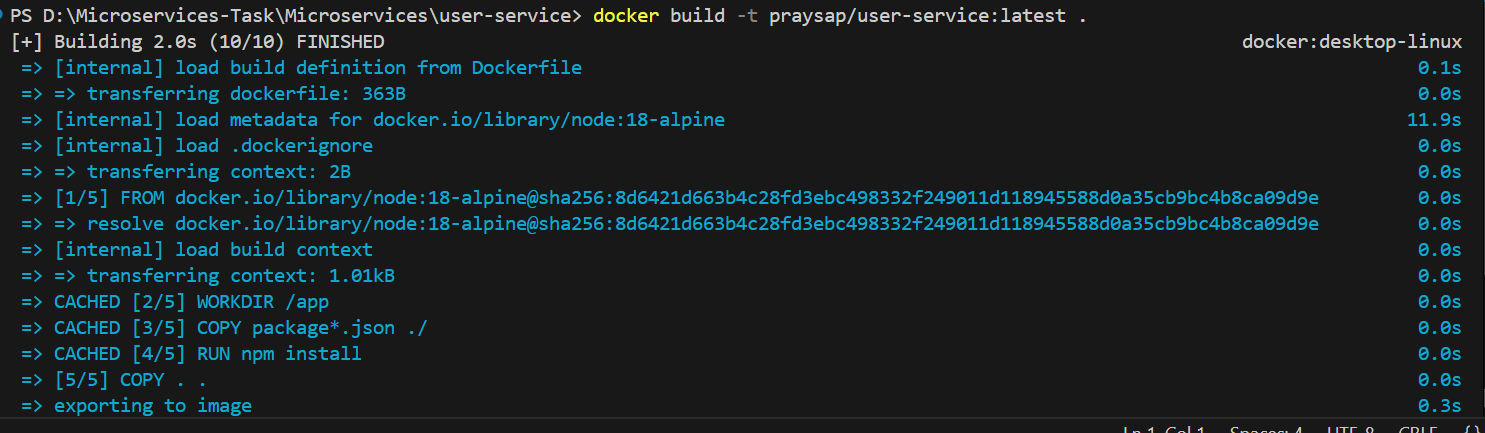 PS D:\Microservices-Task\Microservices\user-service> docker build -t praysap/user-service:latest .
[+] Building 2.0s (10/10) FINISHED docker:desktop-linux
=> [internal] load build definition from Dockerfile 0.1s
=> => transferring dockerfile: 363B 0.0s
=> [internal] load metadata for docker.io/library/node:18-alpine 11.9s
=> [internal] load .dockerignore 0.0s
=> => transferring context: 2B 0.0s
=> [1/5] FROM docker.io/library/node:18-alpine@sha256:8d6421d663b4c28fd3ebc498332f249011d118945588d0a35cb9bc4b8ca09d9e 0.0s
=> => resolve docker.io/library/node:18-alpine@sha256:8d6421d663b4c28fd3ebc498332f249011d118945588d0a35cb9bc4b8ca09d9e 0.0s
=> [internal] load build context 0.0s
=> => transferring context: 1.01kB 0.0s
=> CACHED [2/5] WORKDIR /app 0.0s
=> CACHED [3/5] COPY package*.json ./ 0.0s
=> CACHED [4/5] RUN npm install 0.0s
=> [5/5] COPY . . 0.0s
=> exporting to image 0.3s
Ln 1, Col 1 Spaces: 4 UTF-8 CRLF {}